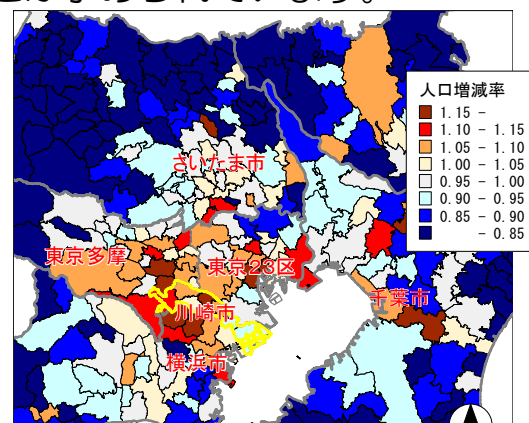 人口増減率
1.15 -
1.10 - 1.15
1.05 - 1.10
1.00 - 1.05
0.95 - 1.00
0.90 - 0.95
0.85 - 0.90
- 0.85
さいたま市
東京多摩
東京23区
千葉市
川崎市
横浜市